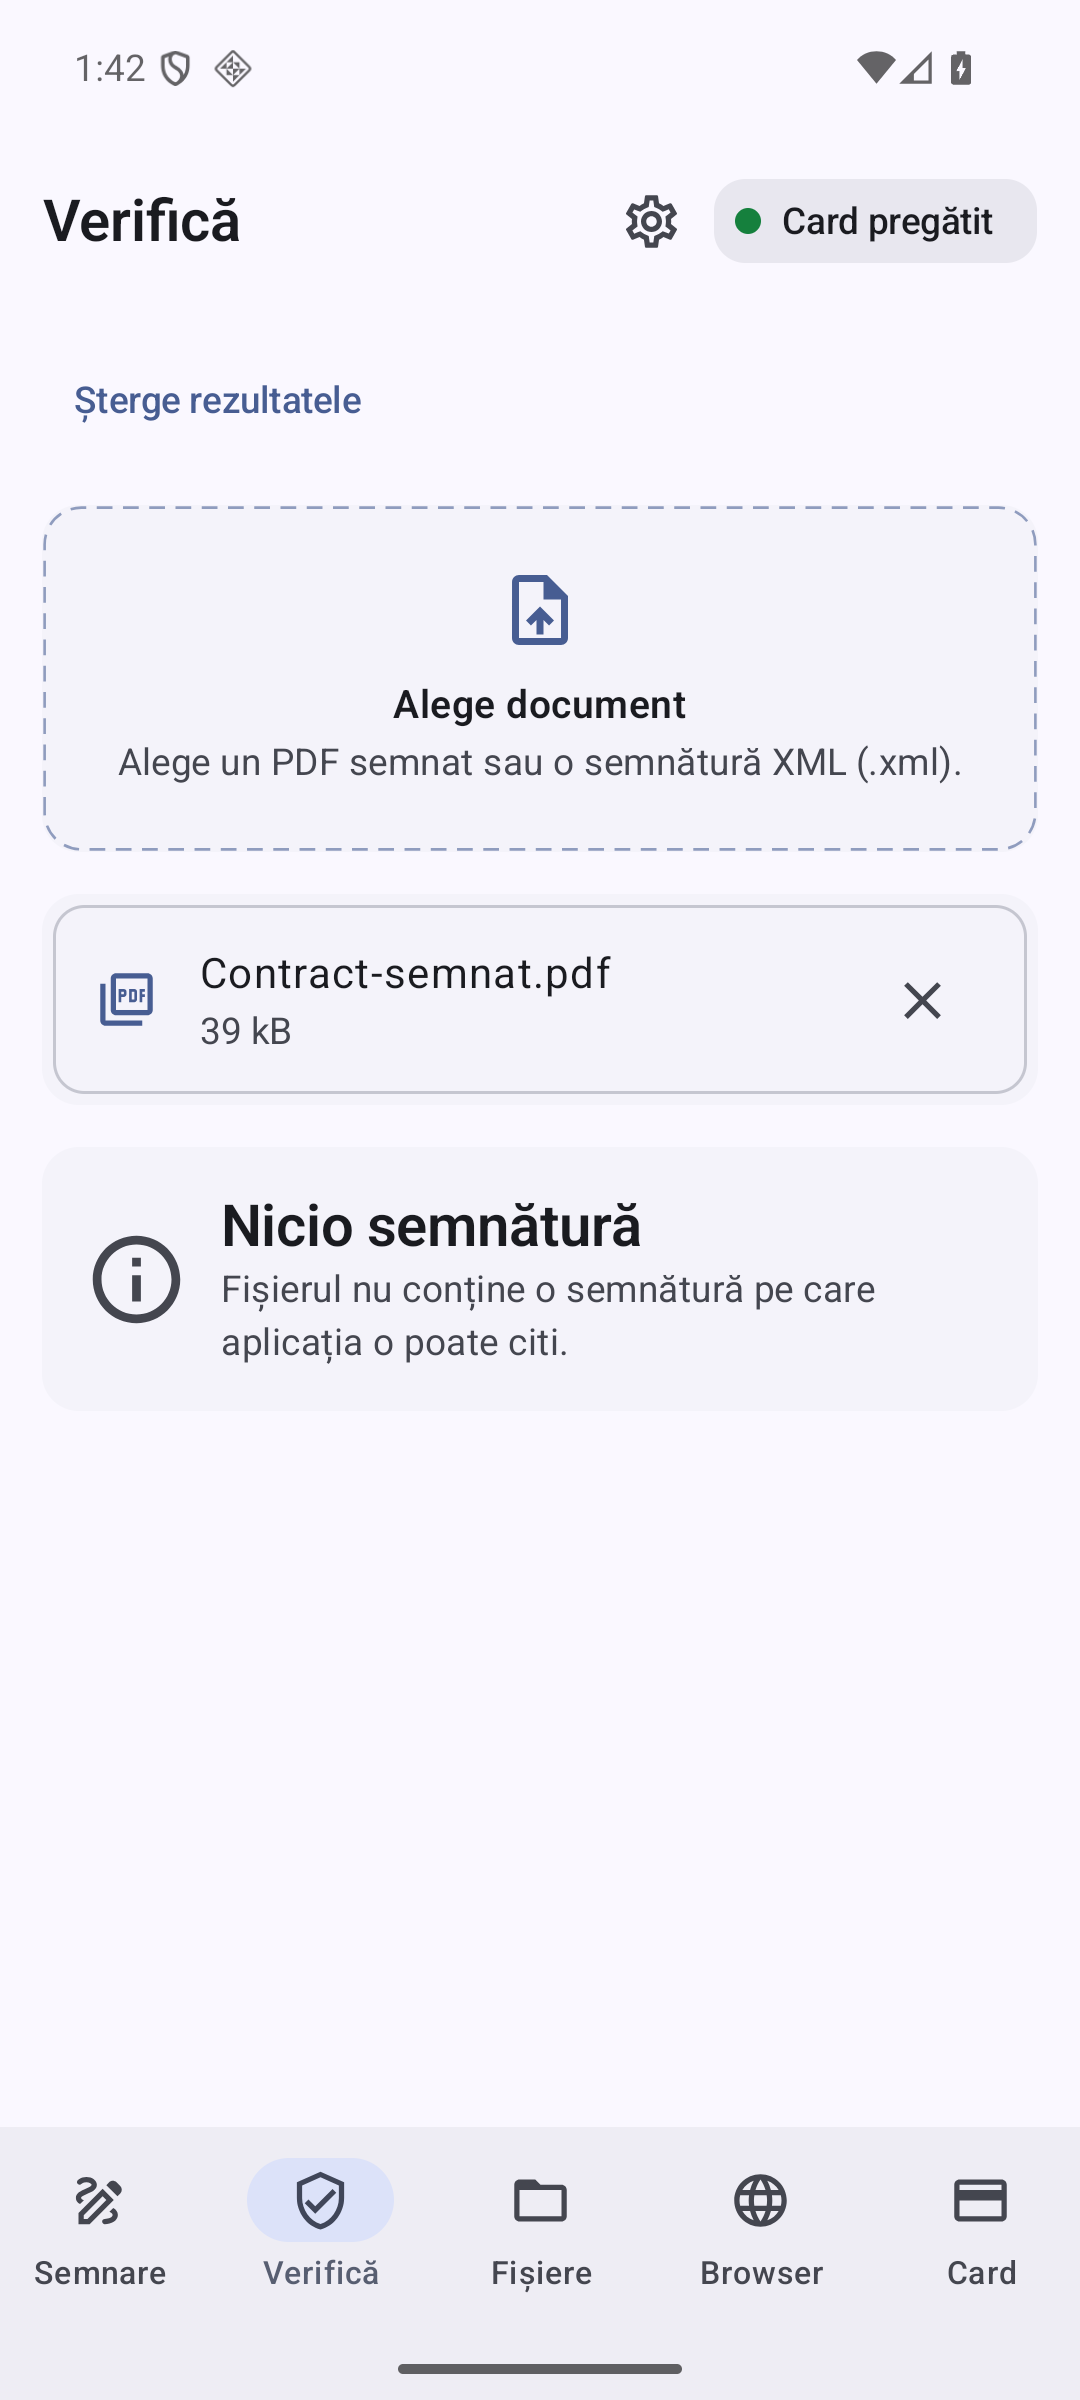 1:42
Verifică
Card pregătit
Șterge rezultatele
Alege document
Alege un PDF semnat sau o semnătură XML (.xml).
PDF
Contract-semnat.pdf
39 kB
Nicio semnătură
Fișierul nu conține o semnătură pe care
aplicația o poate citi.
Semnare
Verifică
Fișiere
Browser
Card